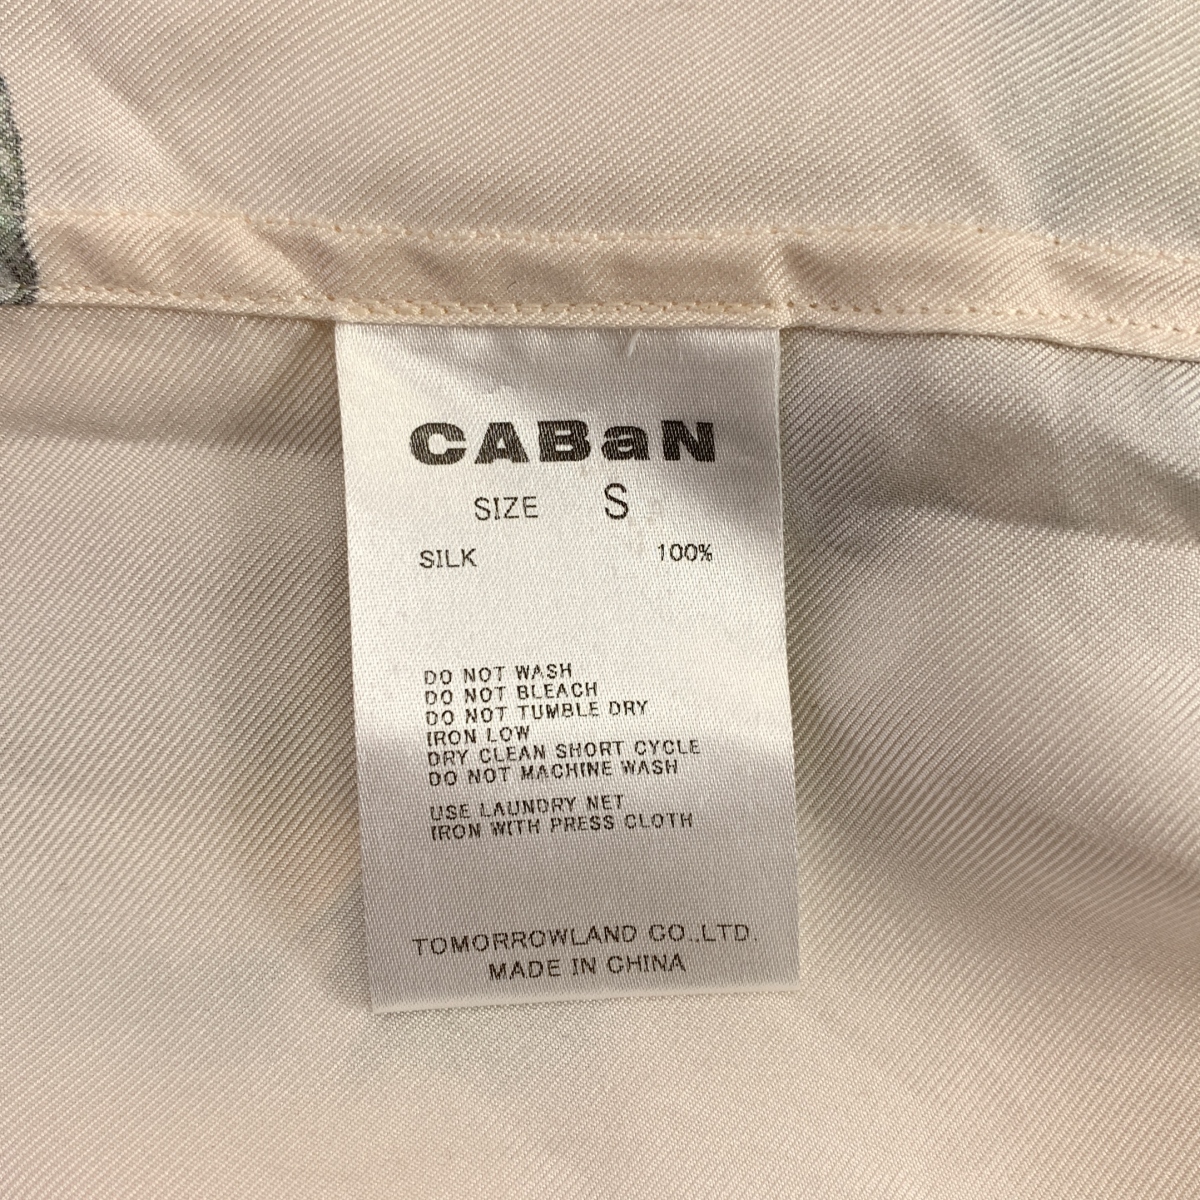 CABaN
SIZE S
SILK 100%
DO NOT WASH
DO NOT BLEACH
DO NOT TUMBLE DRY
IRON LOW
DRY CLEAN SHORT CYCLE
DO NOT MACHINE WASH
USE LAUNDRY NET
IRON WITH PRESS CLOTH
TOMORROWLAND CO.,LTD.
MADE IN CHINA